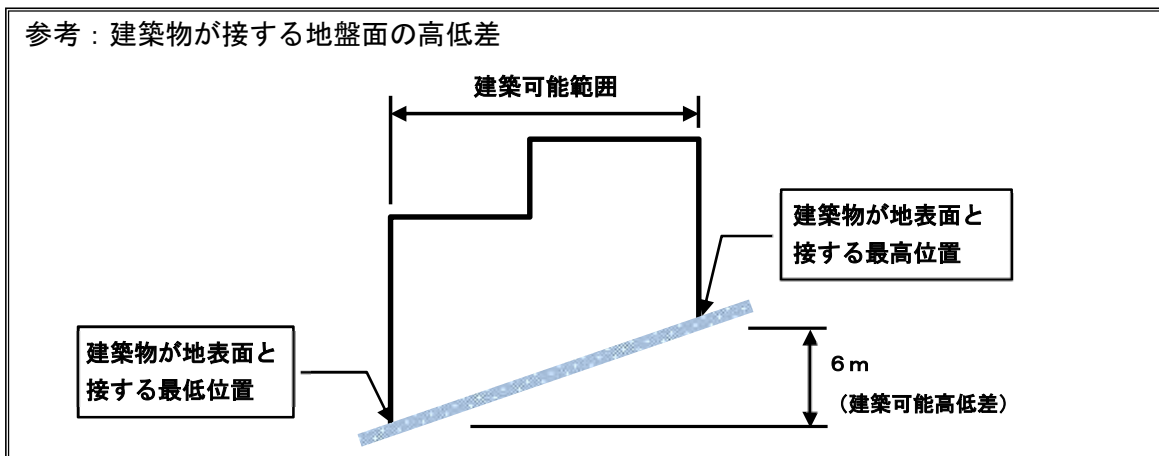 参考：建築物が接する地盤面の高低差
建築可能範囲
建築物が地表面と
接する最高位置
建築物が地表面と
接する最低位置
６ｍ
（建築可能高低差）